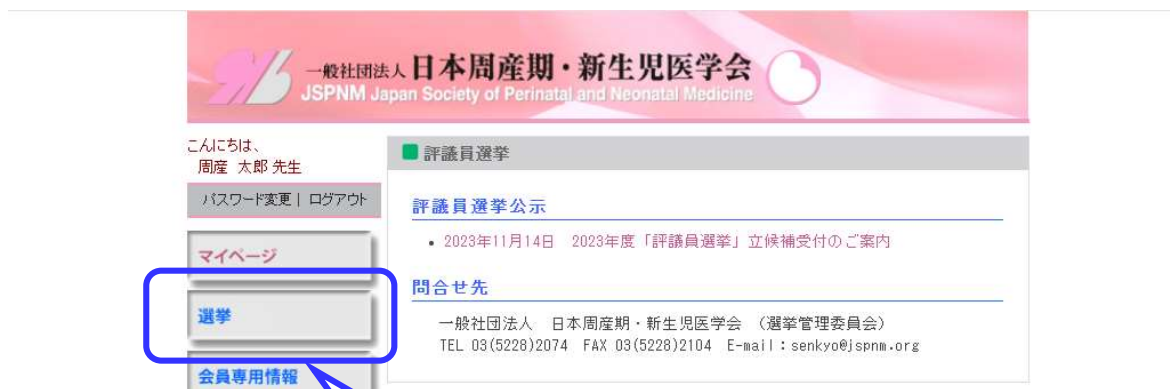 一般社団法人 日本周産期・新生児医学会
JSPNM Japan Society of Perinatal and Neonatal Medicine
こんにちは、
周産 太郎 先生
パスワード変更 | ログアウト
マイページ
選挙
会員専用情報
評議員選挙
評議員選挙公示
• 2023年11月14日 2023年度「評議員選挙」立候補受付のご案内
問合せ先
一般社団法人 日本周産期・新生児医学会 (選挙管理委員会)
TEL 03(5228)2074 FAX 03(5228)2104 E-mail：senkyo@jspnm.org